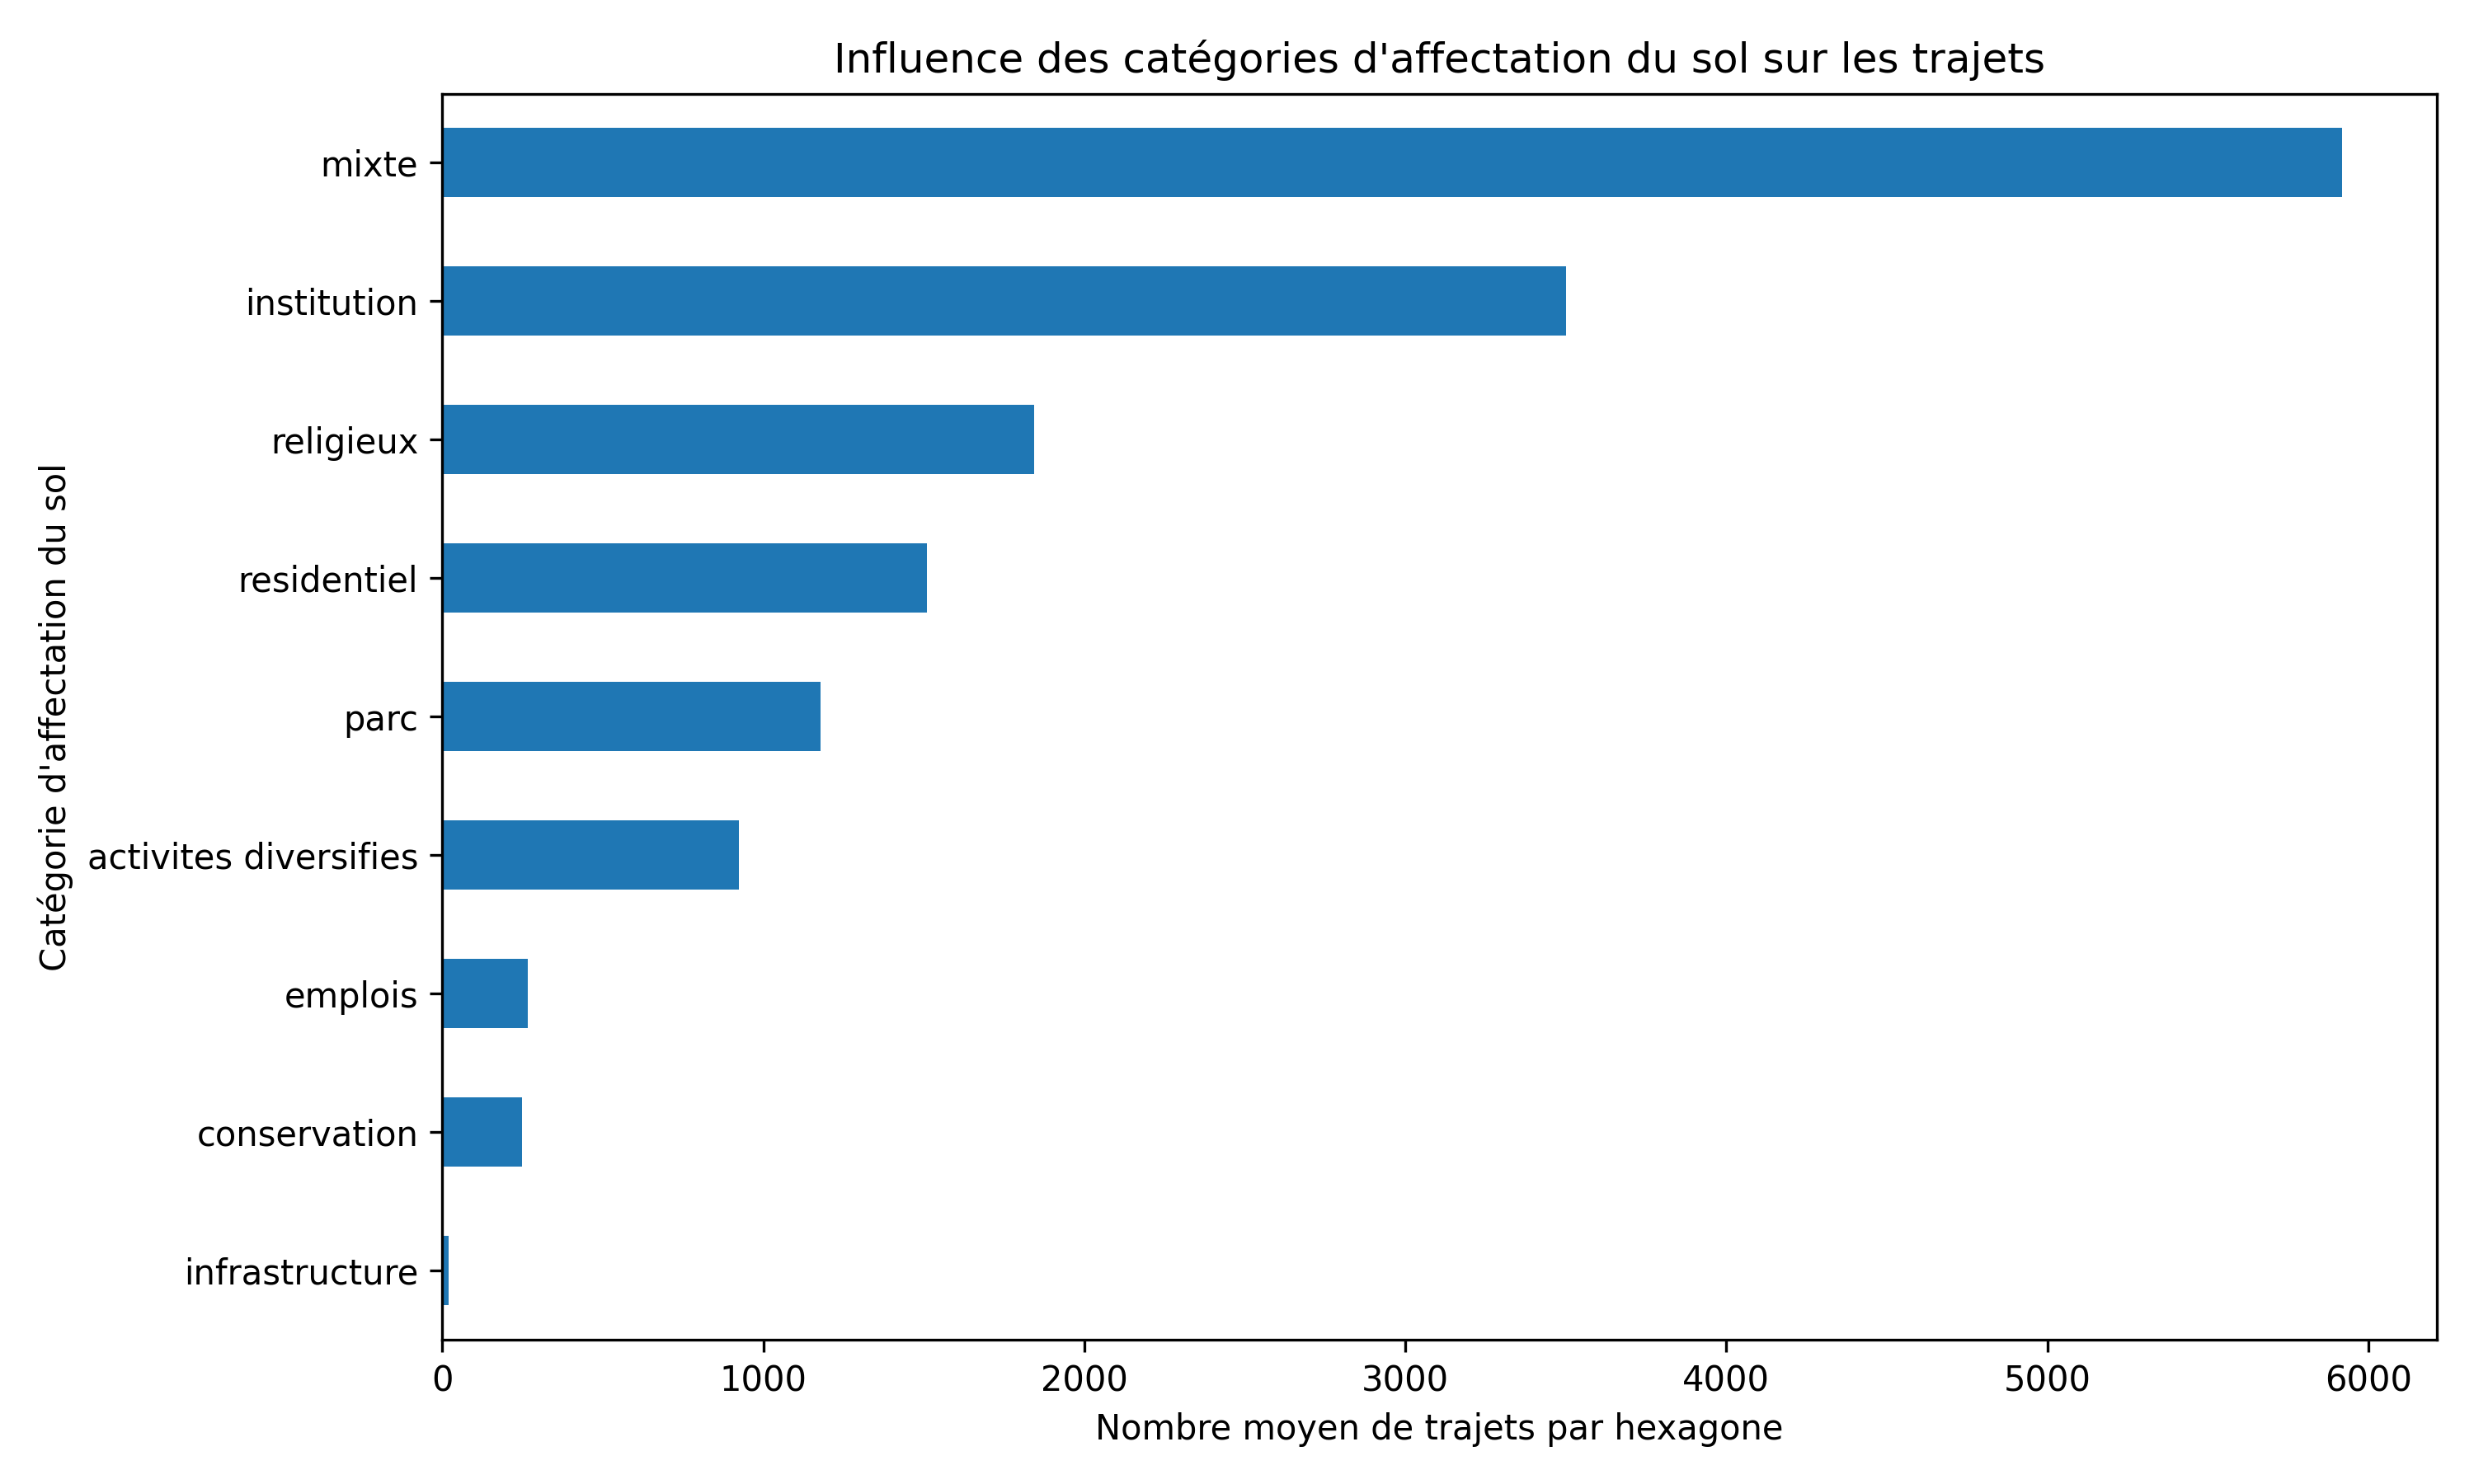 Influence des catégories d'affectation du sol sur les trajets
Catégorie d'affectation du sol
mixte
institution
religieux
residentiel
parc
activites diversifies
emplois
conservation
infrastructure
0 1000 2000 3000 4000 5000 6000
Nombre moyen de trajets par hexagone